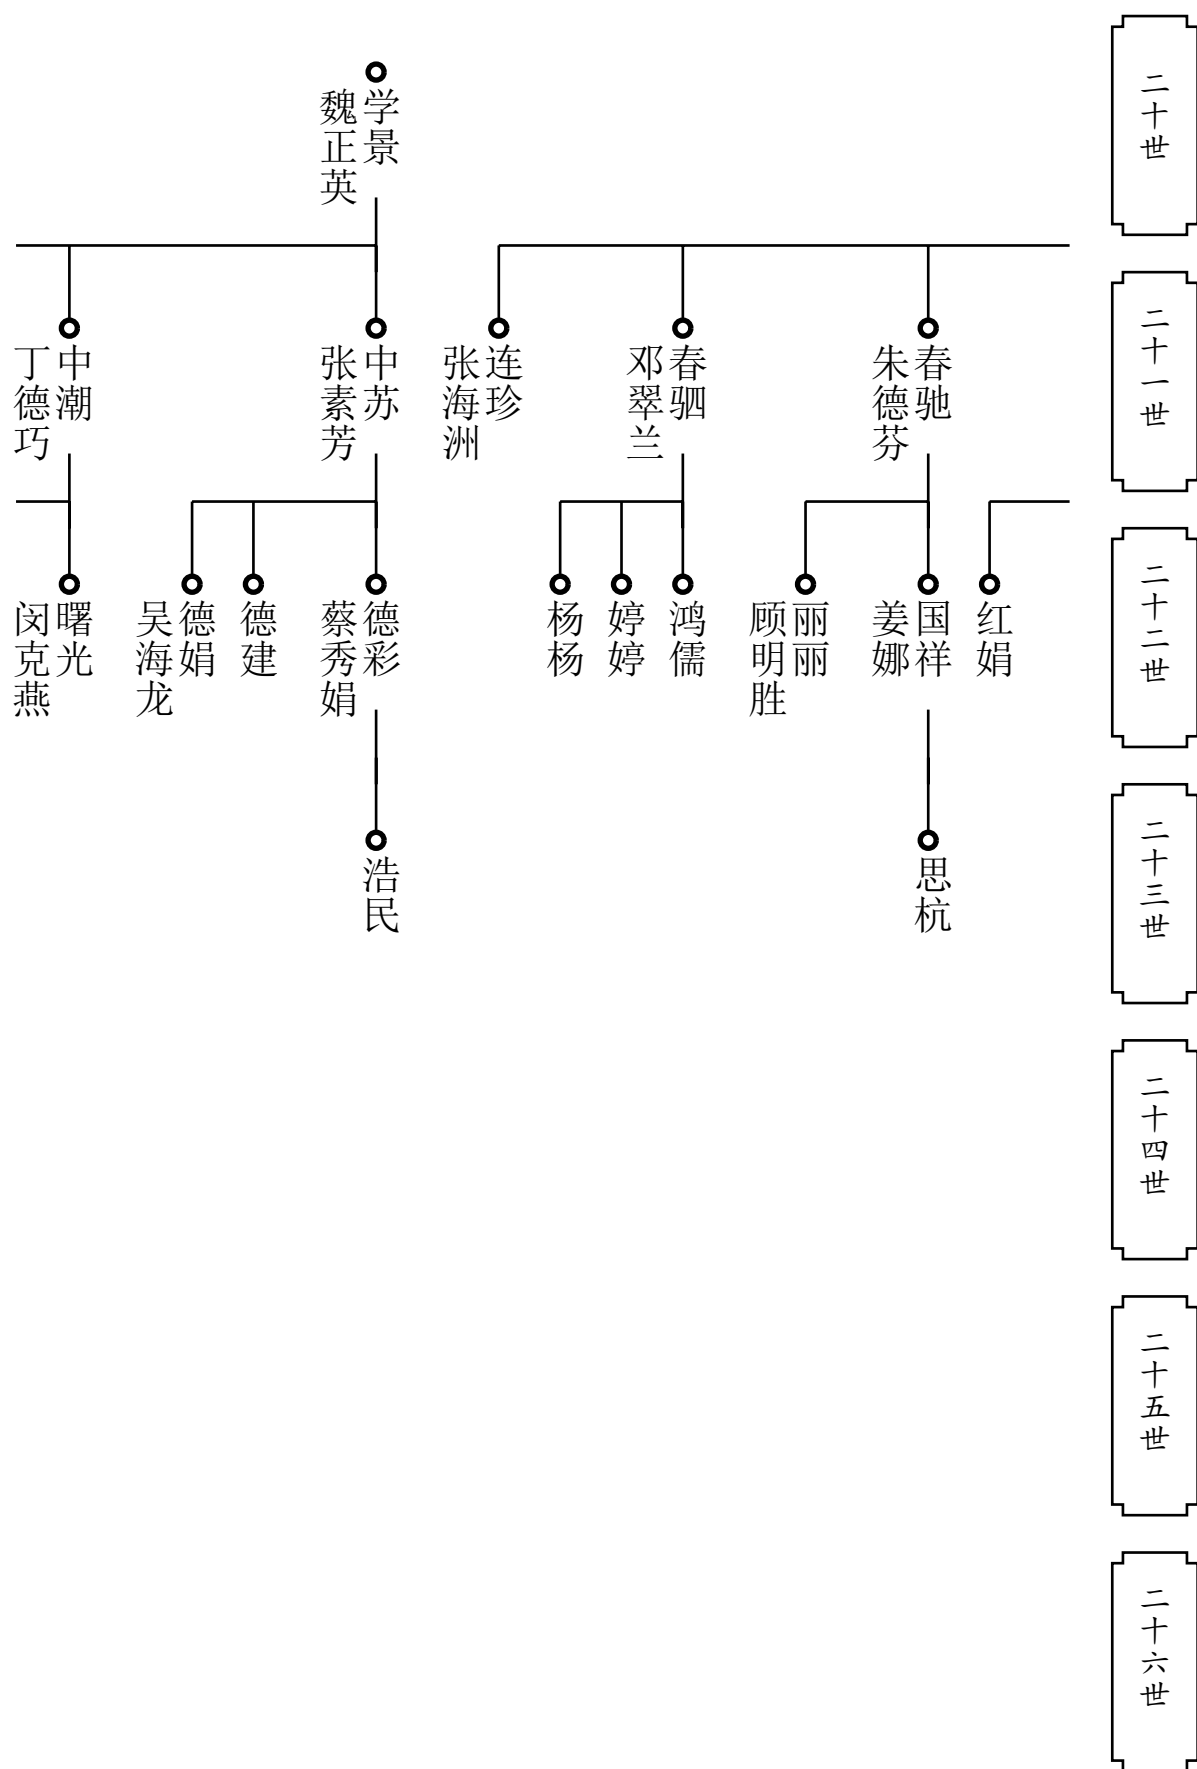 二十世
二十一世
二十二世
二十三世
二十四世
二十五世
二十六世
学景
魏正英
春驰
朱德芬
春驷
邓翠兰
连珍
张海洲
中苏
张素芳
中潮
丁德巧
红娟
国祥
姜娜
丽丽
顾明胜
鸿儒
婷婷
杨杨
德彩
蔡秀娟
德建
德娟
吴海龙
曙光
闵克燕
思杭
浩民